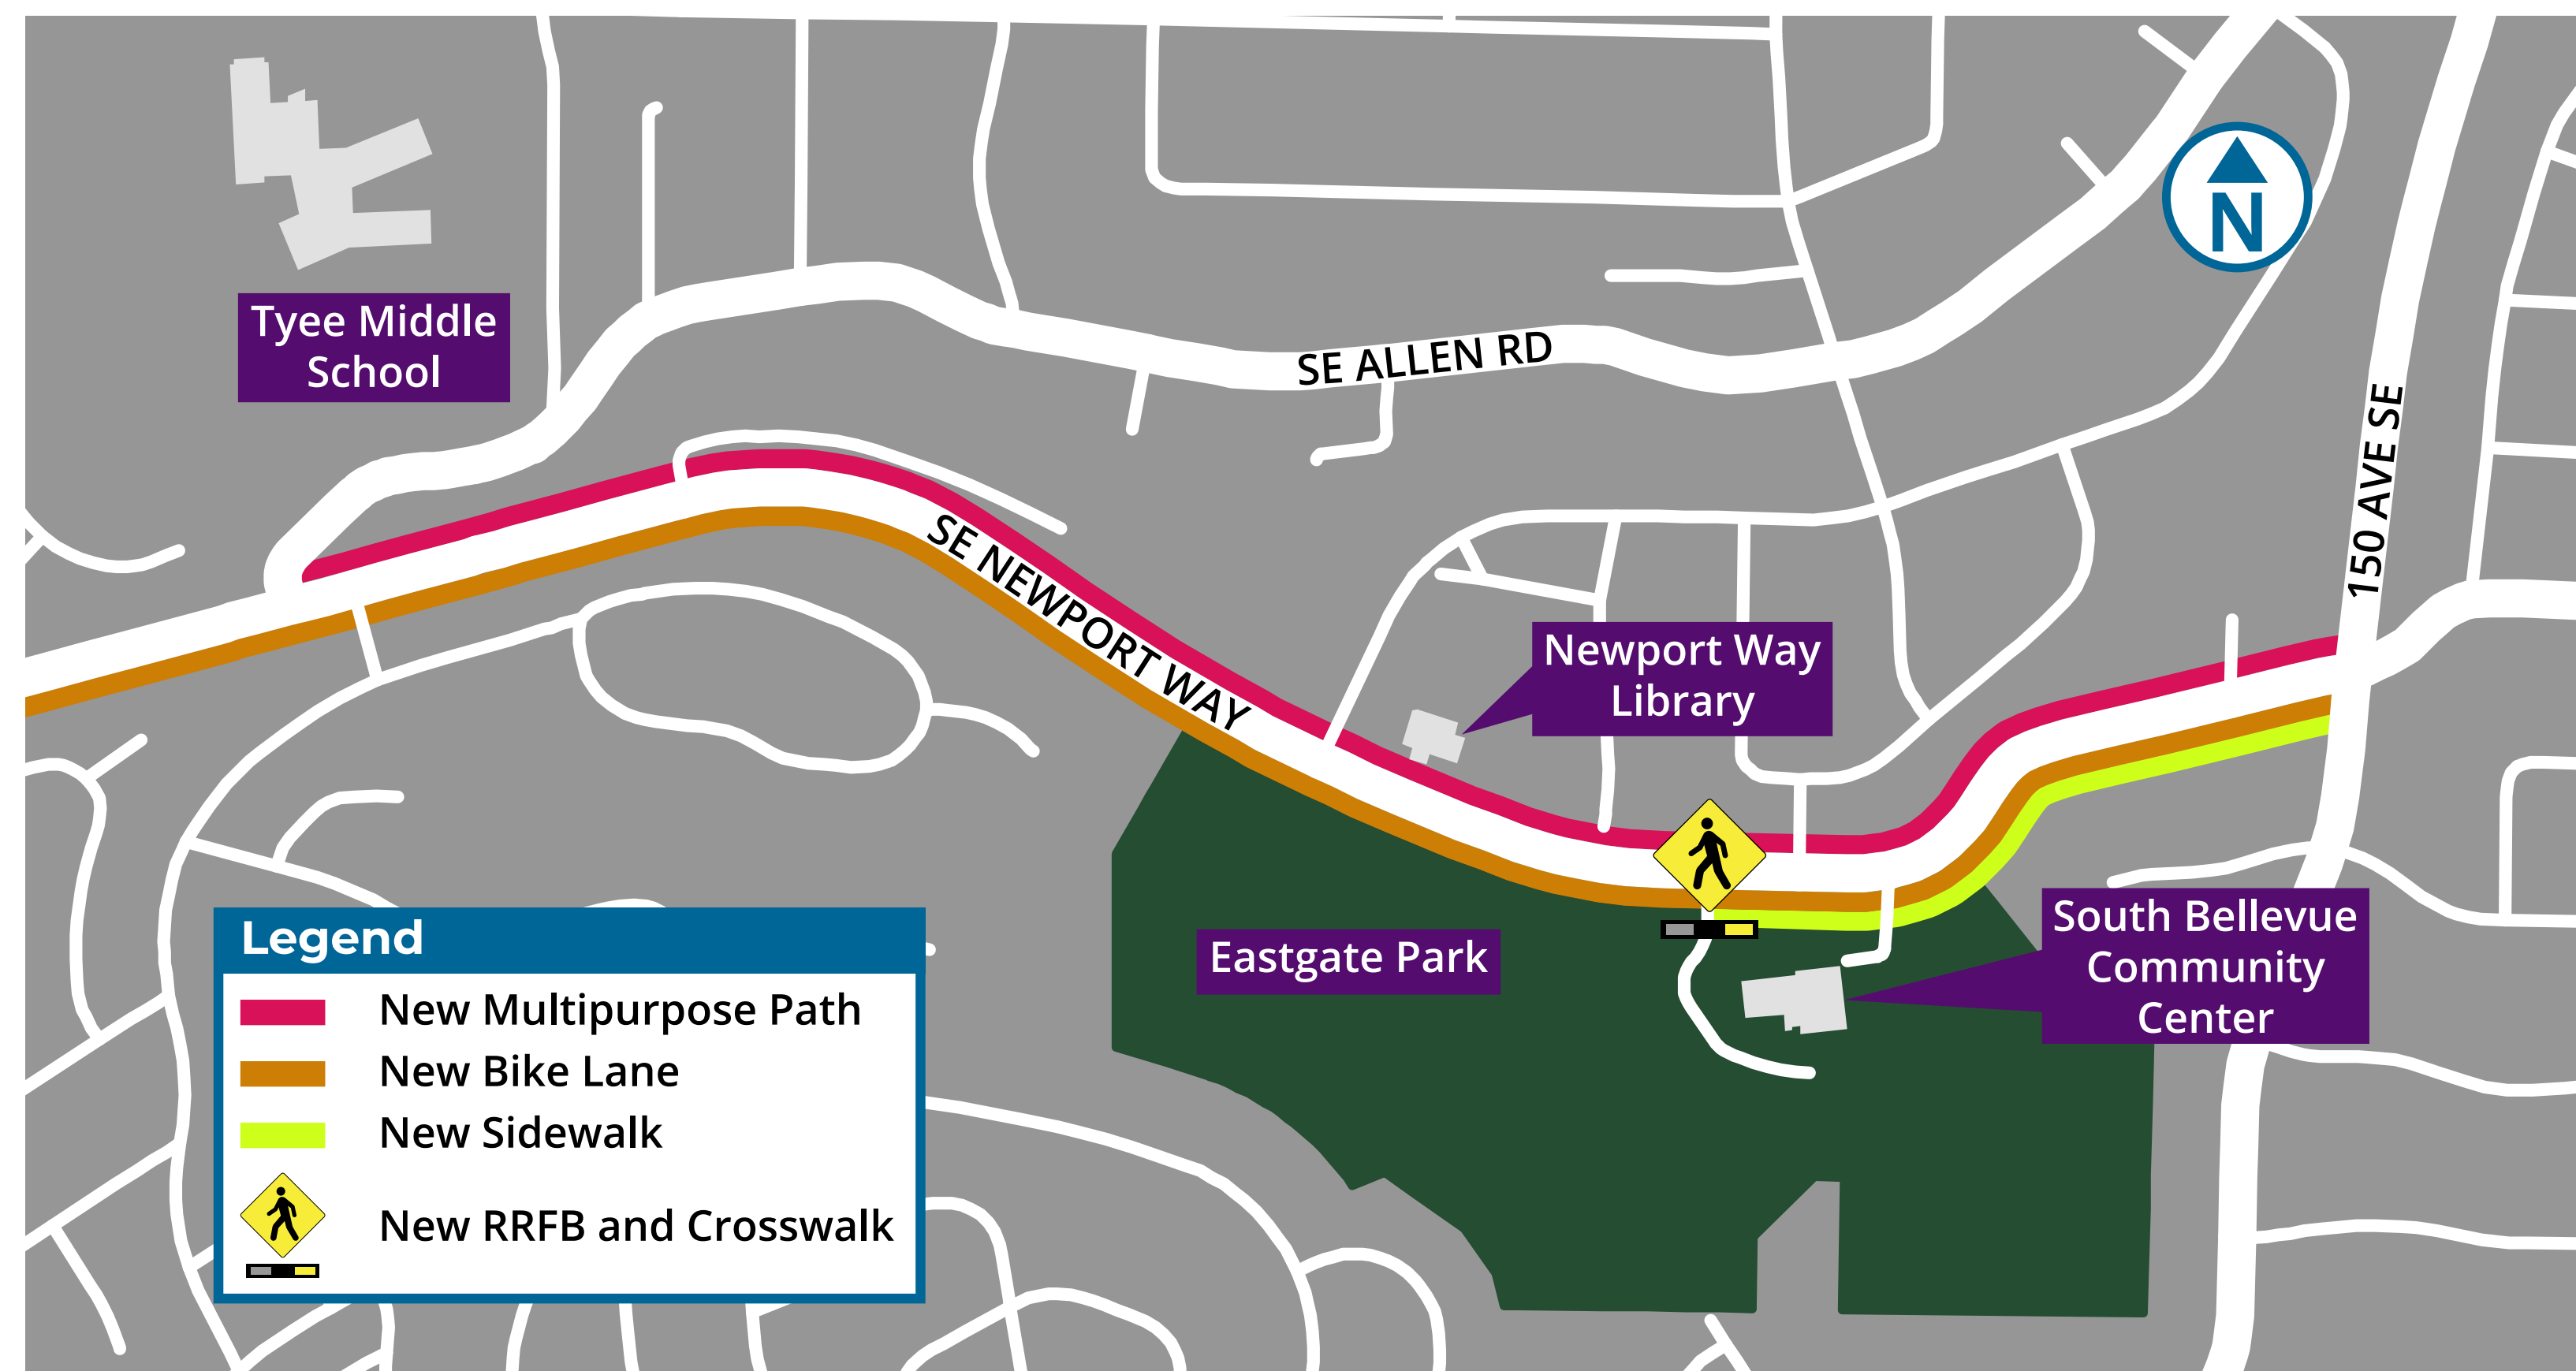 N
Tyee Middle
School
SE ALLEN RD
150 AVE SE
SE NEWPORT WAY
Newport Way
Library
Eastgate Park
South Bellevue
Community
Center
Legend
New Multipurpose Path
New Bike Lane
New Sidewalk
New RRFB and Crosswalk